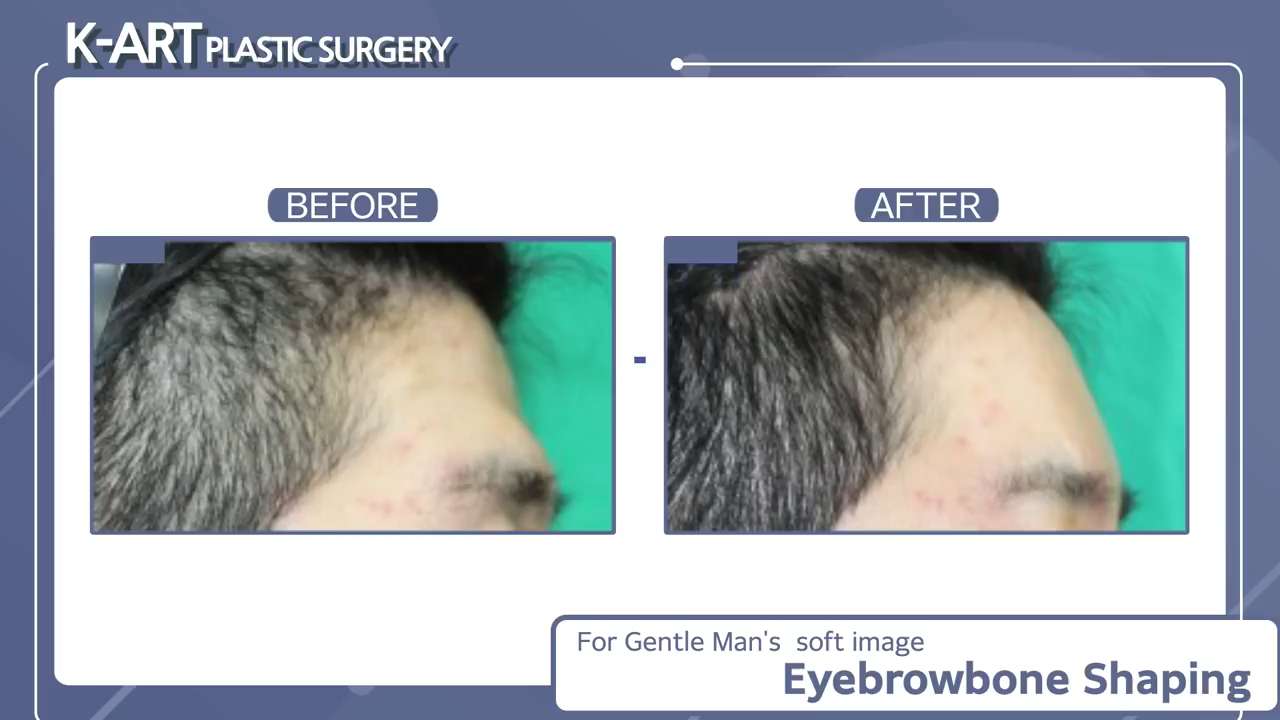 K-ART PLASTIC SURGERY
BEFORE
AFTER
-
For Gentle Man's soft image
Eyebrowbone Shaping